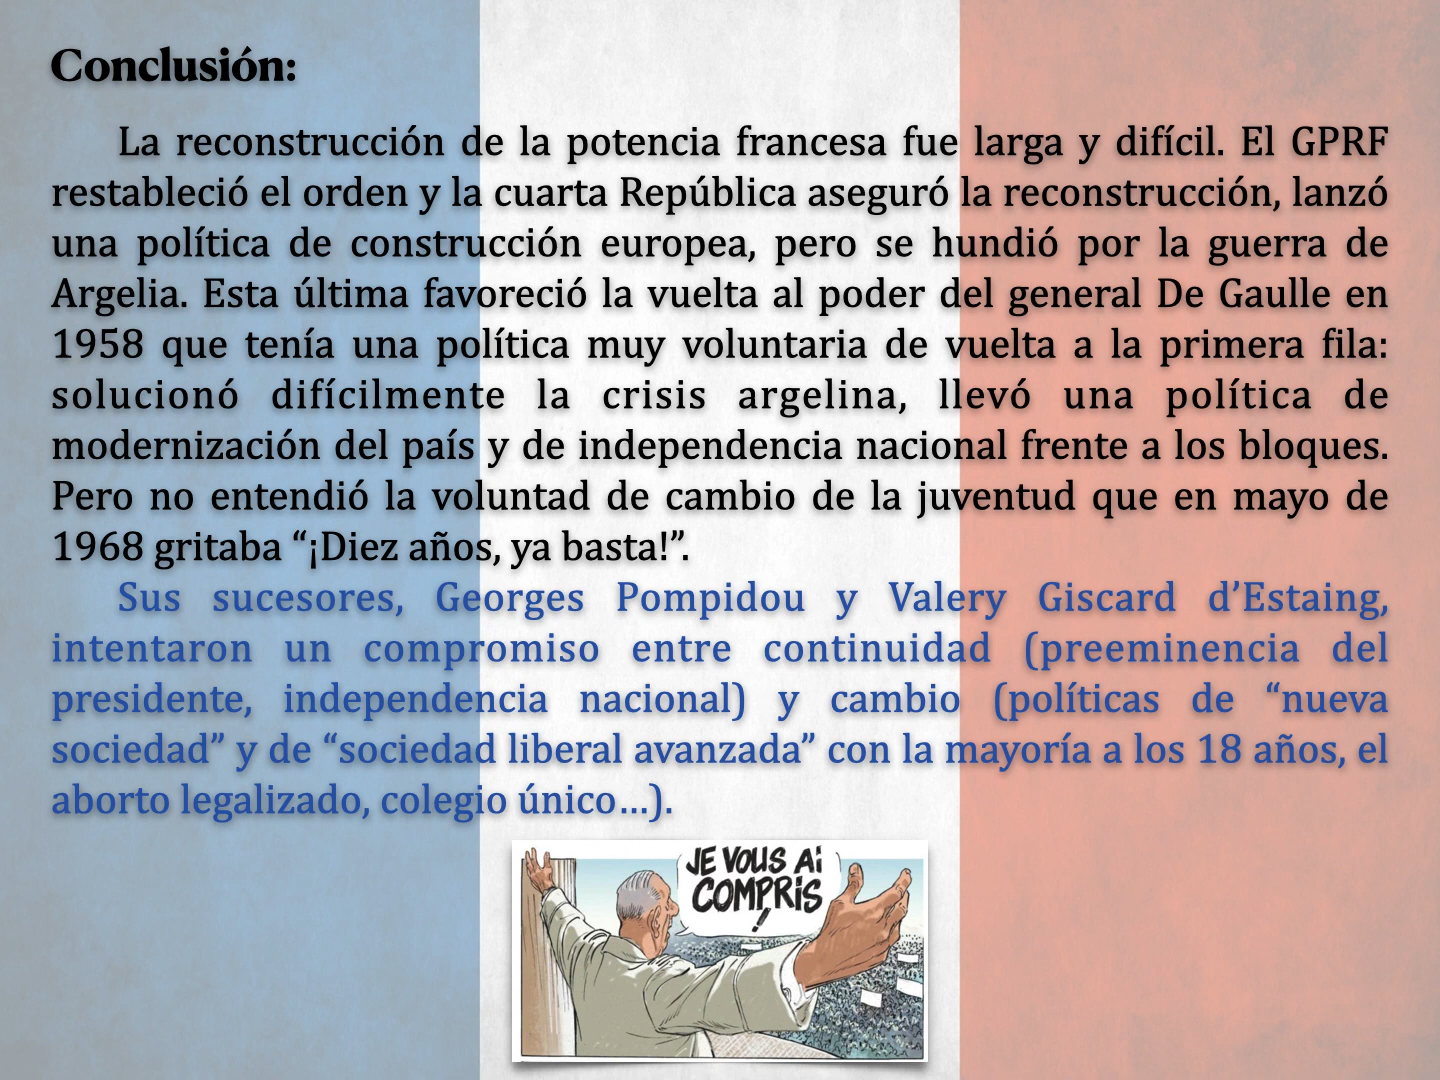 Conclusión:
La reconstrucción de la potencia francesa fue larga y difícil. El GPRF
restableció el orden y la cuarta República aseguró la reconstrucción, lanzó
una política de construcción europea, pero se hundió por la guerra de
Argelia. Esta última favoreció la vuelta al poder del general De Gaulle en
1958 que tenía una política muy voluntaria de vuelta a la primera fila:
solucionó difícilmente la crisis argelina, llevó una política de
modernización del país y de independencia nacional frente a los bloques.
Pero no entendió la voluntad de cambio de la juventud que en mayo de
1968 gritaba “¡Diez años, ya basta!”.
Sus sucesores, Georges Pompidou y Valery Giscard d’Estaing,
intentaron un compromiso entre continuidad (preeminencia del
presidente, independencia nacional) y cambio (políticas de “nueva
sociedad” y de “sociedad liberal avanzada” con la mayoría a los 18 años, el
aborto legalizado, colegio único…).
JE VOUS Ai
COMPRiS
!